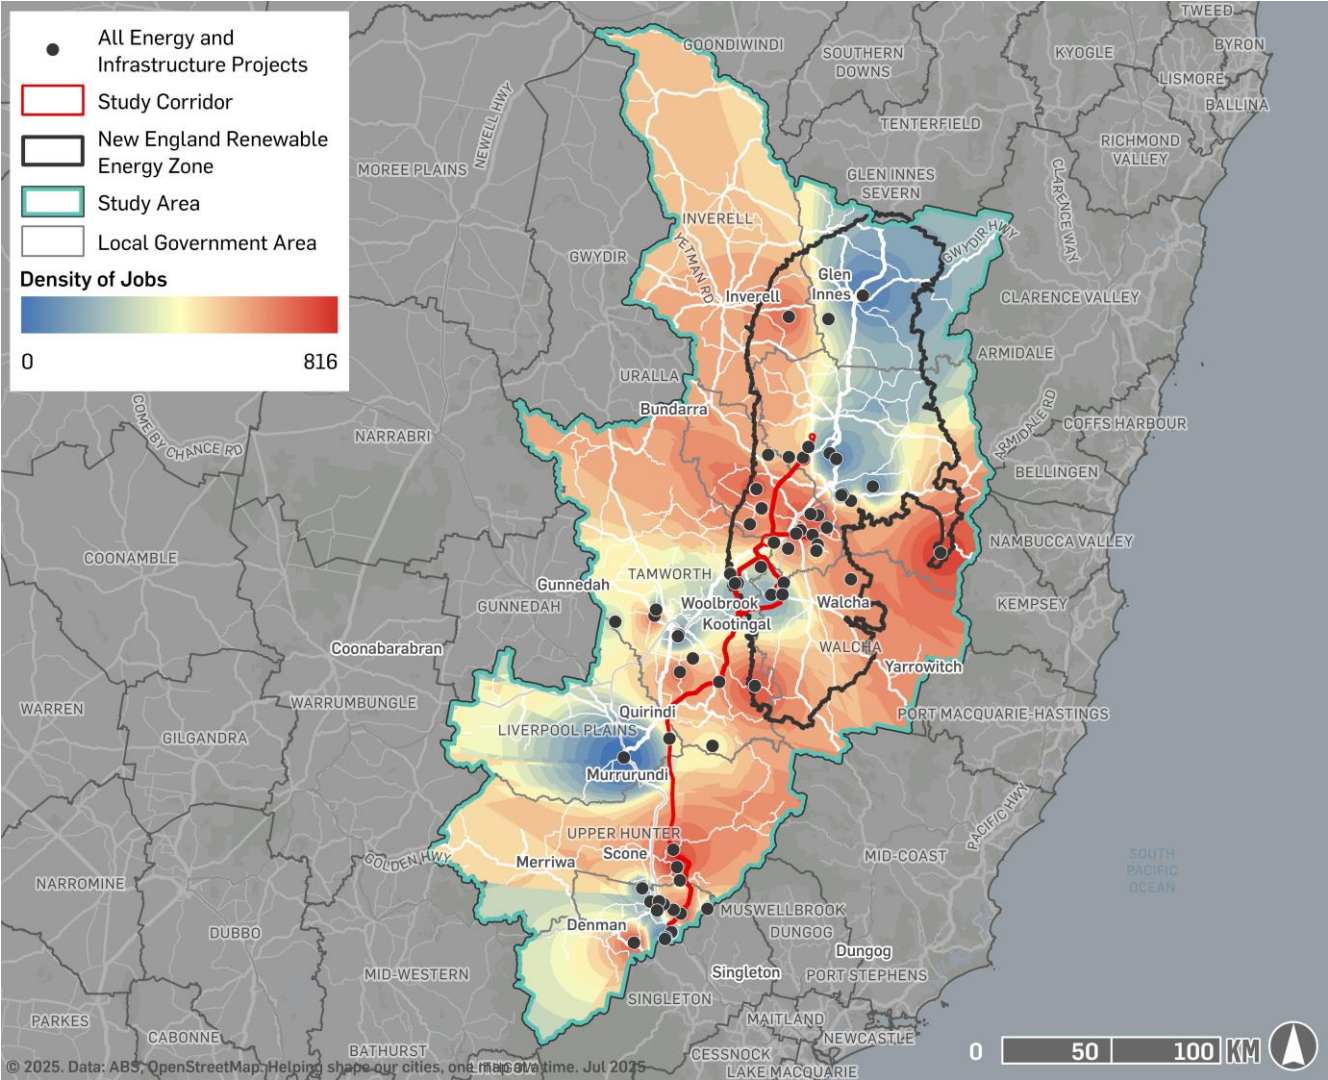 All Energy and
Infrastructure Projects
Study Corridor
New England Renewable
Energy Zone
Study Area
Local Government Area
Density of Jobs
0
816
TWEED
GOONDIWINDI
SOUTHERN
DOWNS
KYOGLE
BYRON
LISMORE
BALLINA
NEWELL HWY
TENTERFIELD
RICHMOND
VALLEY
MOREE PLAINS
GLEN INNES
SEVERN
CLARENCE WAY
INVERELL
GWYDIR HWY
YETMAN RD
GWYDIR
Glen
Innes
Inverell
CLARENCE VALLEY
ARMIDALE
URALLA
Bundarra
ARMIDALE RD
COME BY CHANCE RD
NARRABRI
COFFS HARBOUR
BELLINGEN
NAMBUCCA VALLEY
COONAMBLE
TAMWORTH
Gunnedah
GUNNEDAH
Woolbrook
Walcha
KEMPSEY
Kootingal
Coonabarabran
WALCHA
Yarrowitch
WARREN
WARRUMBUNGLE
Quirindi
PORT MACQUARIE-HASTINGS
GILGANDRA
LIVERPOOL PLAINS
Murrurundi
PACIFIC HWY
UPPER HUNTER
Scone
Merriwa
GOLDEN HWY
MID-COAST
SOUTH
PACIFIC
OCEAN
NARROMINE
MUSWELLBROOK
Denman
DUNGOG
DUBBO
Dungog
MID-WESTERN
Singleton
PORT STEPHENS
SINGLETON
PARKES
MAITLAND
CABONNE
NEWCASTLE
BATHURST
CESSNOCK
LITHGOW
LAKE MACQUARIE
0
50
100
KM
© 2025. Data: ABS, OpenStreetMap. Helping shape our cities, one map at a time. Jul 2025